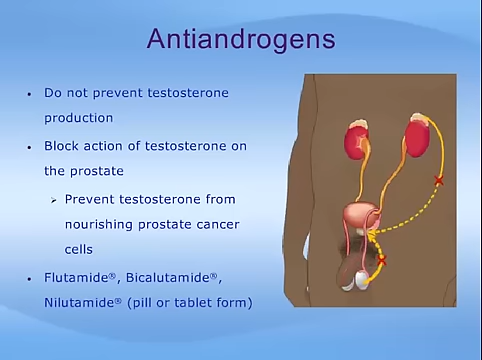 Antiandrogens
• Do not prevent testosterone
production
• Block action of testosterone on
the prostate
➢ Prevent testosterone from
nourishing prostate cancer
cells
• Flutamide®, Bicalutamide®,
Nilutamide® (pill or tablet form)